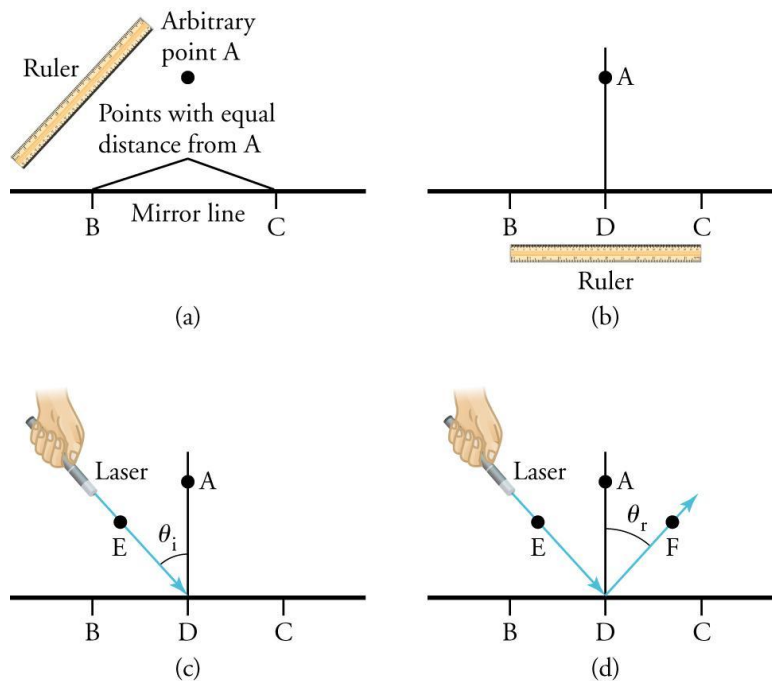 Arbitrary
point A
Ruler
Points with equal
distance from A
B
Mirror line
C
(a)
A
B
D
C
Ruler
(b)
Laser
A
E
θi
B
D
C
(c)
Laser
A
θr
E
F
B
D
C
(d)